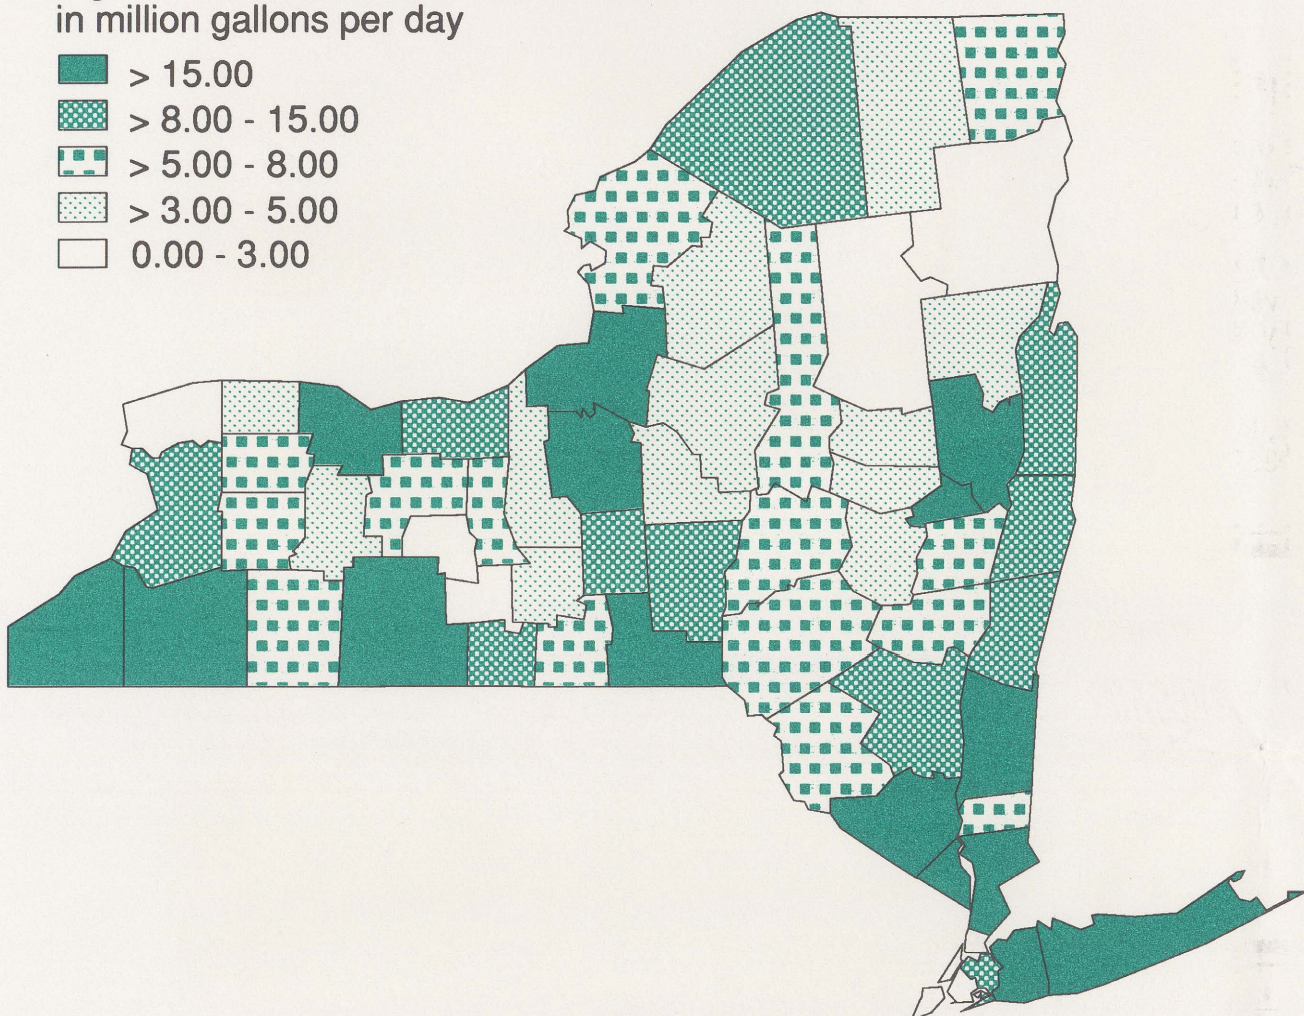 in million gallons per day
> 15.00
> 8.00 - 15.00
> 5.00 - 8.00
> 3.00 - 5.00
0.00 - 3.00